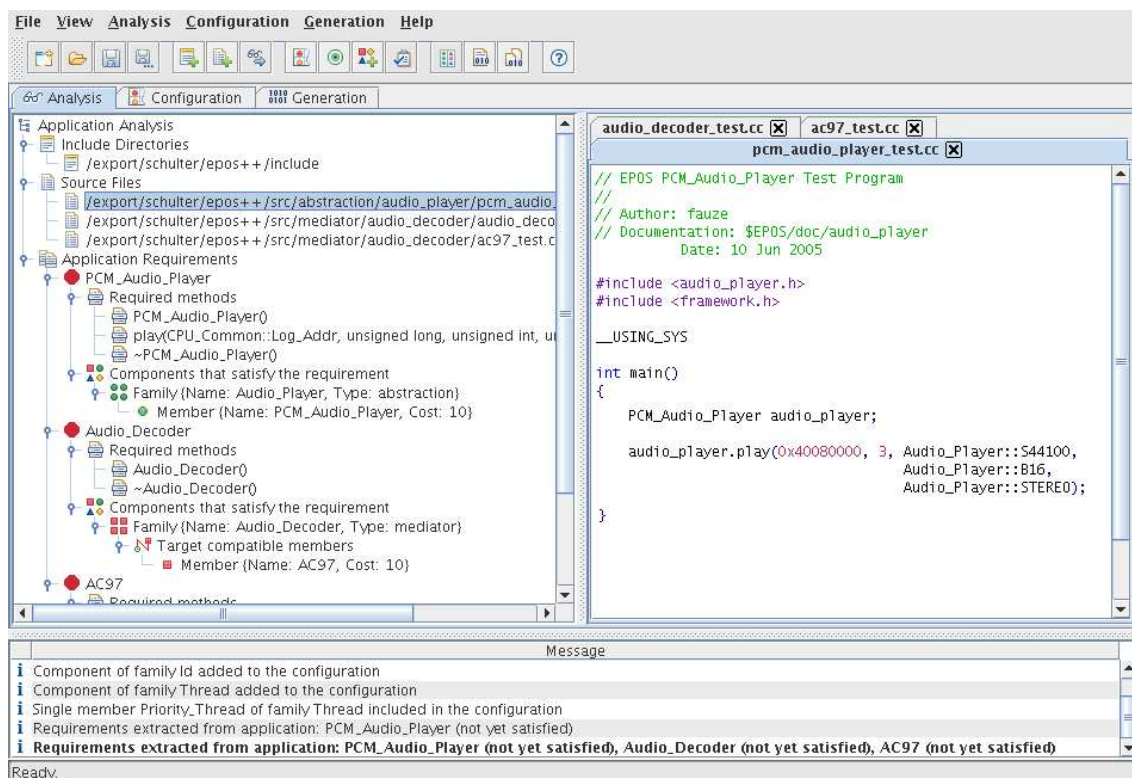 File View Analysis Configuration Generation Help
Analysis Configuration Generation
Application Analysis
Include Directories
/export/schulter/epos++/include
Source Files
/export/schulter/epos++/src/abstraction/audio_player/pcm_audio_
/export/schulter/epos++/src/mediator/audio_decoder/audio_deco
/export/schulter/epos++/src/mediator/audio_decoder/ac97_test.c
Application Requirements
PCM_Audio_Player
Required methods
PCM_Audio_Player()
play(CPU_Common::Log_Addr, unsigned long, unsigned int, u
~PCM_Audio_Player()
Components that satisfy the requirement
Family {Name: Audio_Player, Type: abstraction}
Member {Name: PCM_Audio_Player, Cost: 10}
Audio_Decoder
Required methods
Audio_Decoder()
~Audio_Decoder()
Components that satisfy the requirement
Family {Name: Audio_Decoder, Type: mediator}
Target compatible members
Member {Name: AC97, Cost: 10}
AC97
Required methods
audio_decoder_test.cc ac97_test.cc
pcm_audio_player_test.cc
// EPOS PCM_Audio_Player Test Program
//
// Author: fauze
// Documentation: $EPOS/doc/audio_player
Date: 10 Jun 2005
#include <audio_player.h>
#include <framework.h>
__USING_SYS
int main()
{
PCM_Audio_Player audio_player;
audio_player.play(0x40080000, 3, Audio_Player::S44100,
Audio_Player::B16,
Audio_Player::STEREO);
}
Message
Component of family Id added to the configuration
Component of family Thread added to the configuration
Single member Priority_Thread of family Thread included in the configuration
Requirements extracted from application: PCM_Audio_Player (not yet satisfied)
Requirements extracted from application: PCM_Audio_Player (not yet satisfied), Audio_Decoder (not yet satisfied), AC97 (not yet satisfied)
Ready.